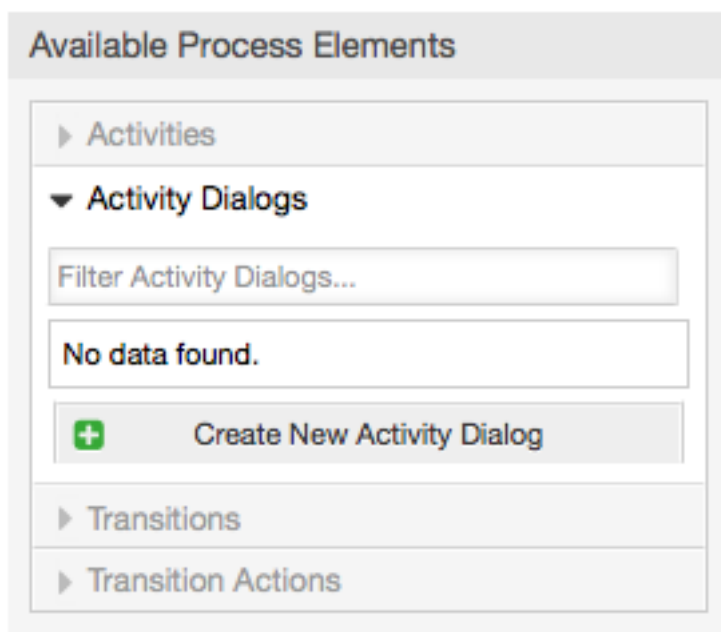 Available Process Elements
Activities
Activity Dialogs
Filter Activity Dialogs...
No data found.
Create New Activity Dialog
Transitions
Transition Actions